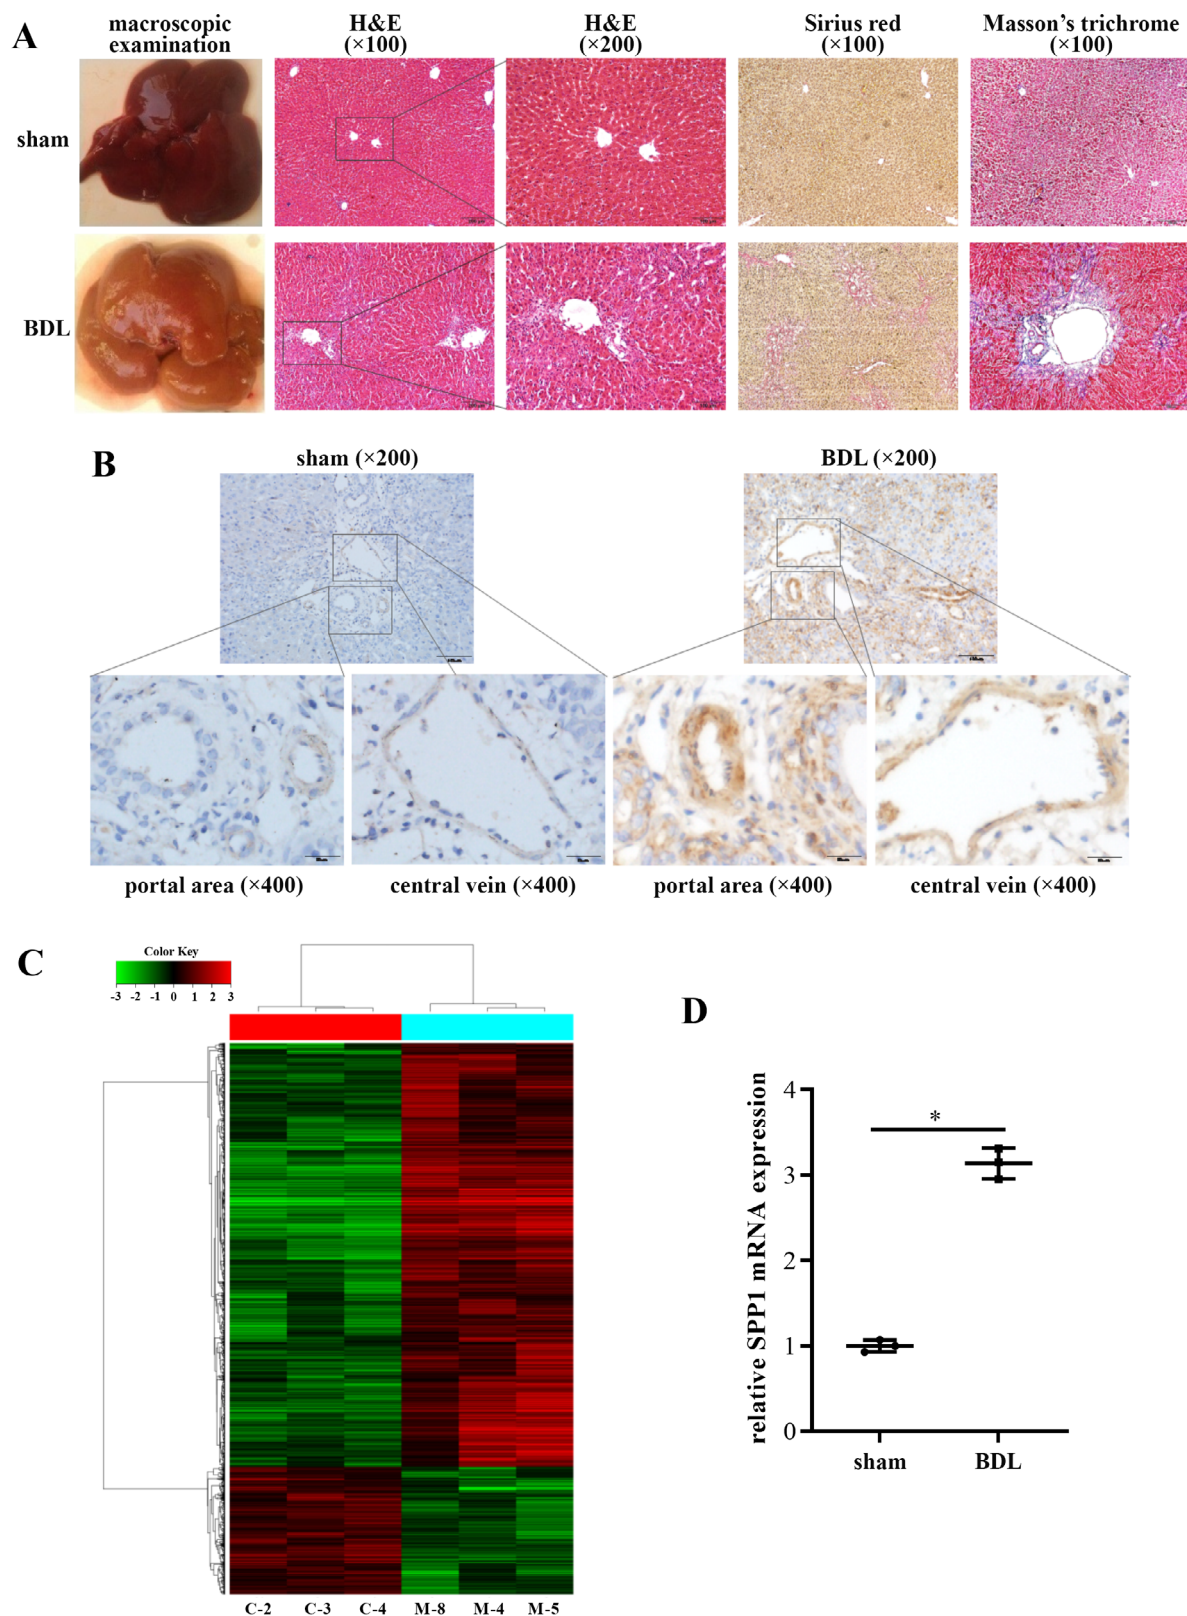 A
macroscopic
examination
H&E
(×100)
H&E
(×200)
Sirius red
(×100)
Masson's trichrome
(×100)
sham
BDL
B
sham (×200)
BDL (×200)
portal area (×400)
central vein (×400)
portal area (×400)
central vein (×400)
C
Color Key
-3 -2 -1 0 1 2 3
C-2 C-3 C-4 M-8 M-4 M-5
D
relative SPP1 mRNA expression
4
3
2
1
0
*
sham
BDL